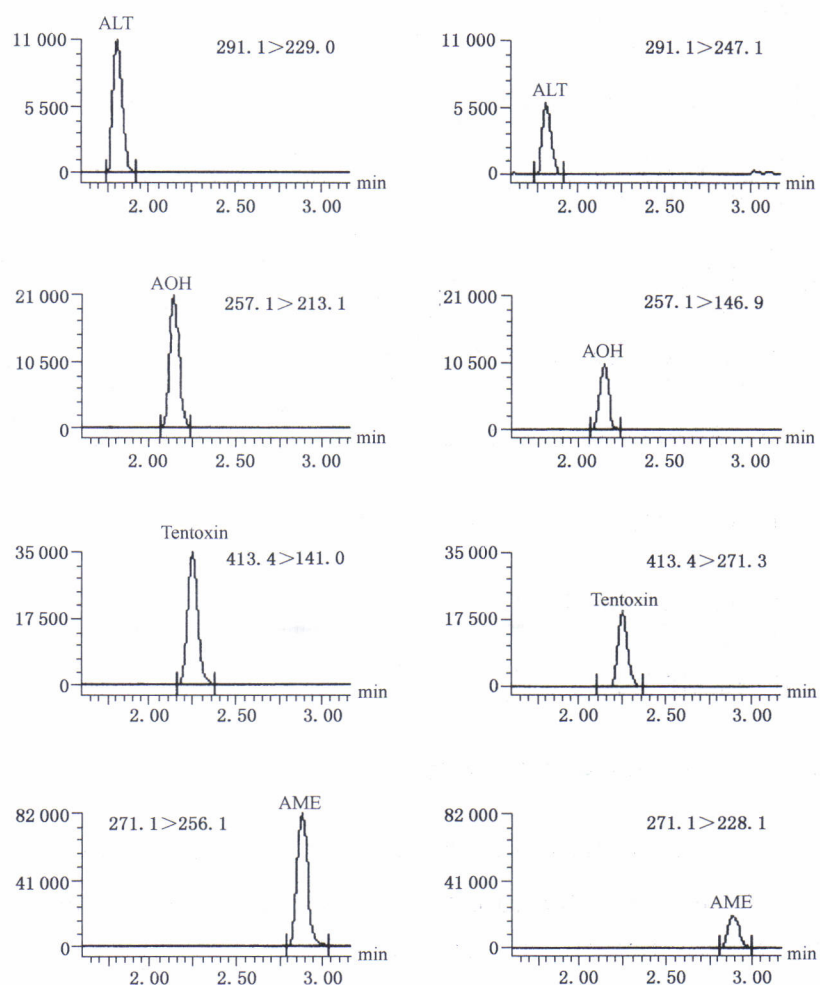 ALT
11 000
291.1>229.0
5 500
0
min
2.00 2.50 3.00
11 000
291.1>247.1
ALT
5 500
0
min
2.00 2.50 3.00
AOH
21 000
257.1>213.1
10 500
0
min
2.00 2.50 3.00
21 000
257.1>146.9
AOH
10 500
0
min
2.00 2.50 3.00
Tentoxin
35 000
413.4>141.0
17 500
0
min
2.00 2.50 3.00
35 000
413.4>271.3
Tentoxin
17 500
0
min
2.00 2.50 3.00
AME
82 000
271.1>256.1
41 000
0
min
2.00 2.50 3.00
82 000
271.1>228.1
41 000
AME
0
min
2.00 2.50 3.00